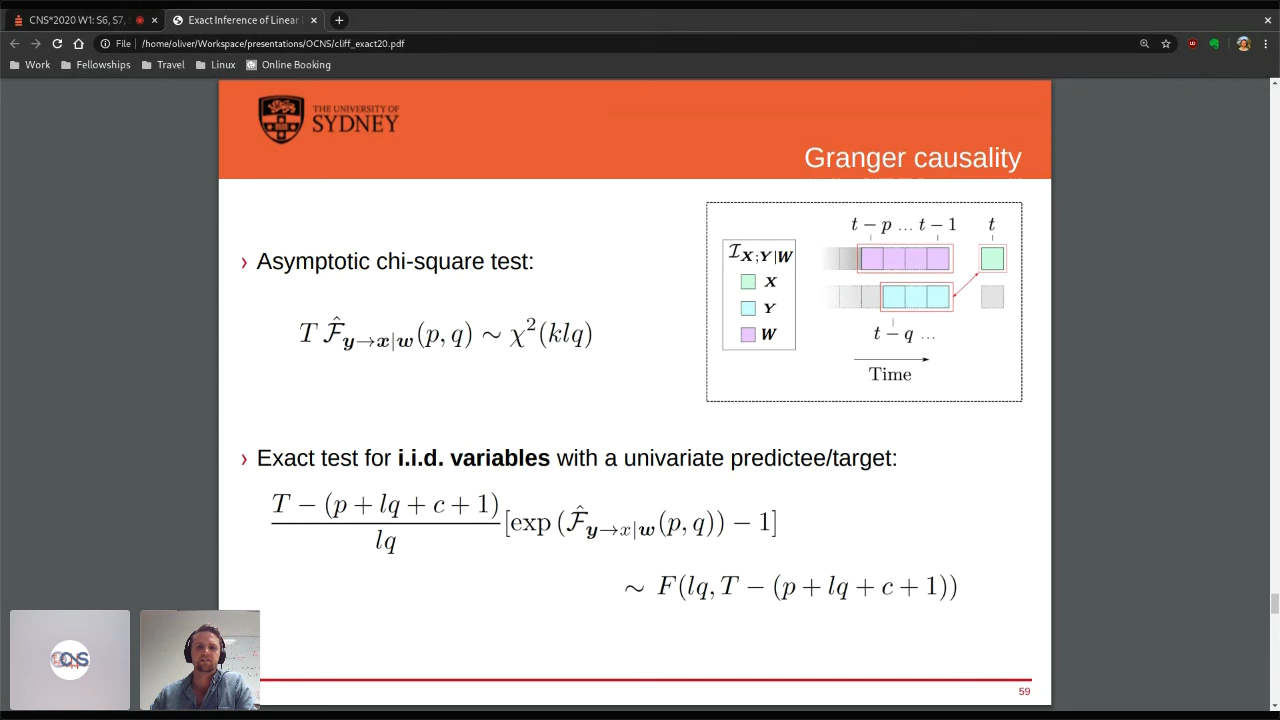 CNS*2020 W1: S6, S7,
Exact Inference of Linear
File
/home/oliver/Workspace/presentations/OCNS/cliff_exact20.pdf
Work
Fellowships
Travel
Linux
Online Booking
THE UNIVERSITY OF
SYDNEY
Granger causality
› Asymptotic chi-square test:
T 𝓕̂_{y→x|w}(p, q) ∼ χ²(klq)
𝓘_{X;Y|W}
X
Y
W
t − p … t − 1 t
t − q …
Time
› Exact test for i.i.d. variables with a univariate predictee/target:
\frac{T − (p + lq + c + 1)}{lq} [exp (𝓕̂_{y→x|w}(p, q)) − 1]
∼ F(lq, T − (p + lq + c + 1))
OCNS
59